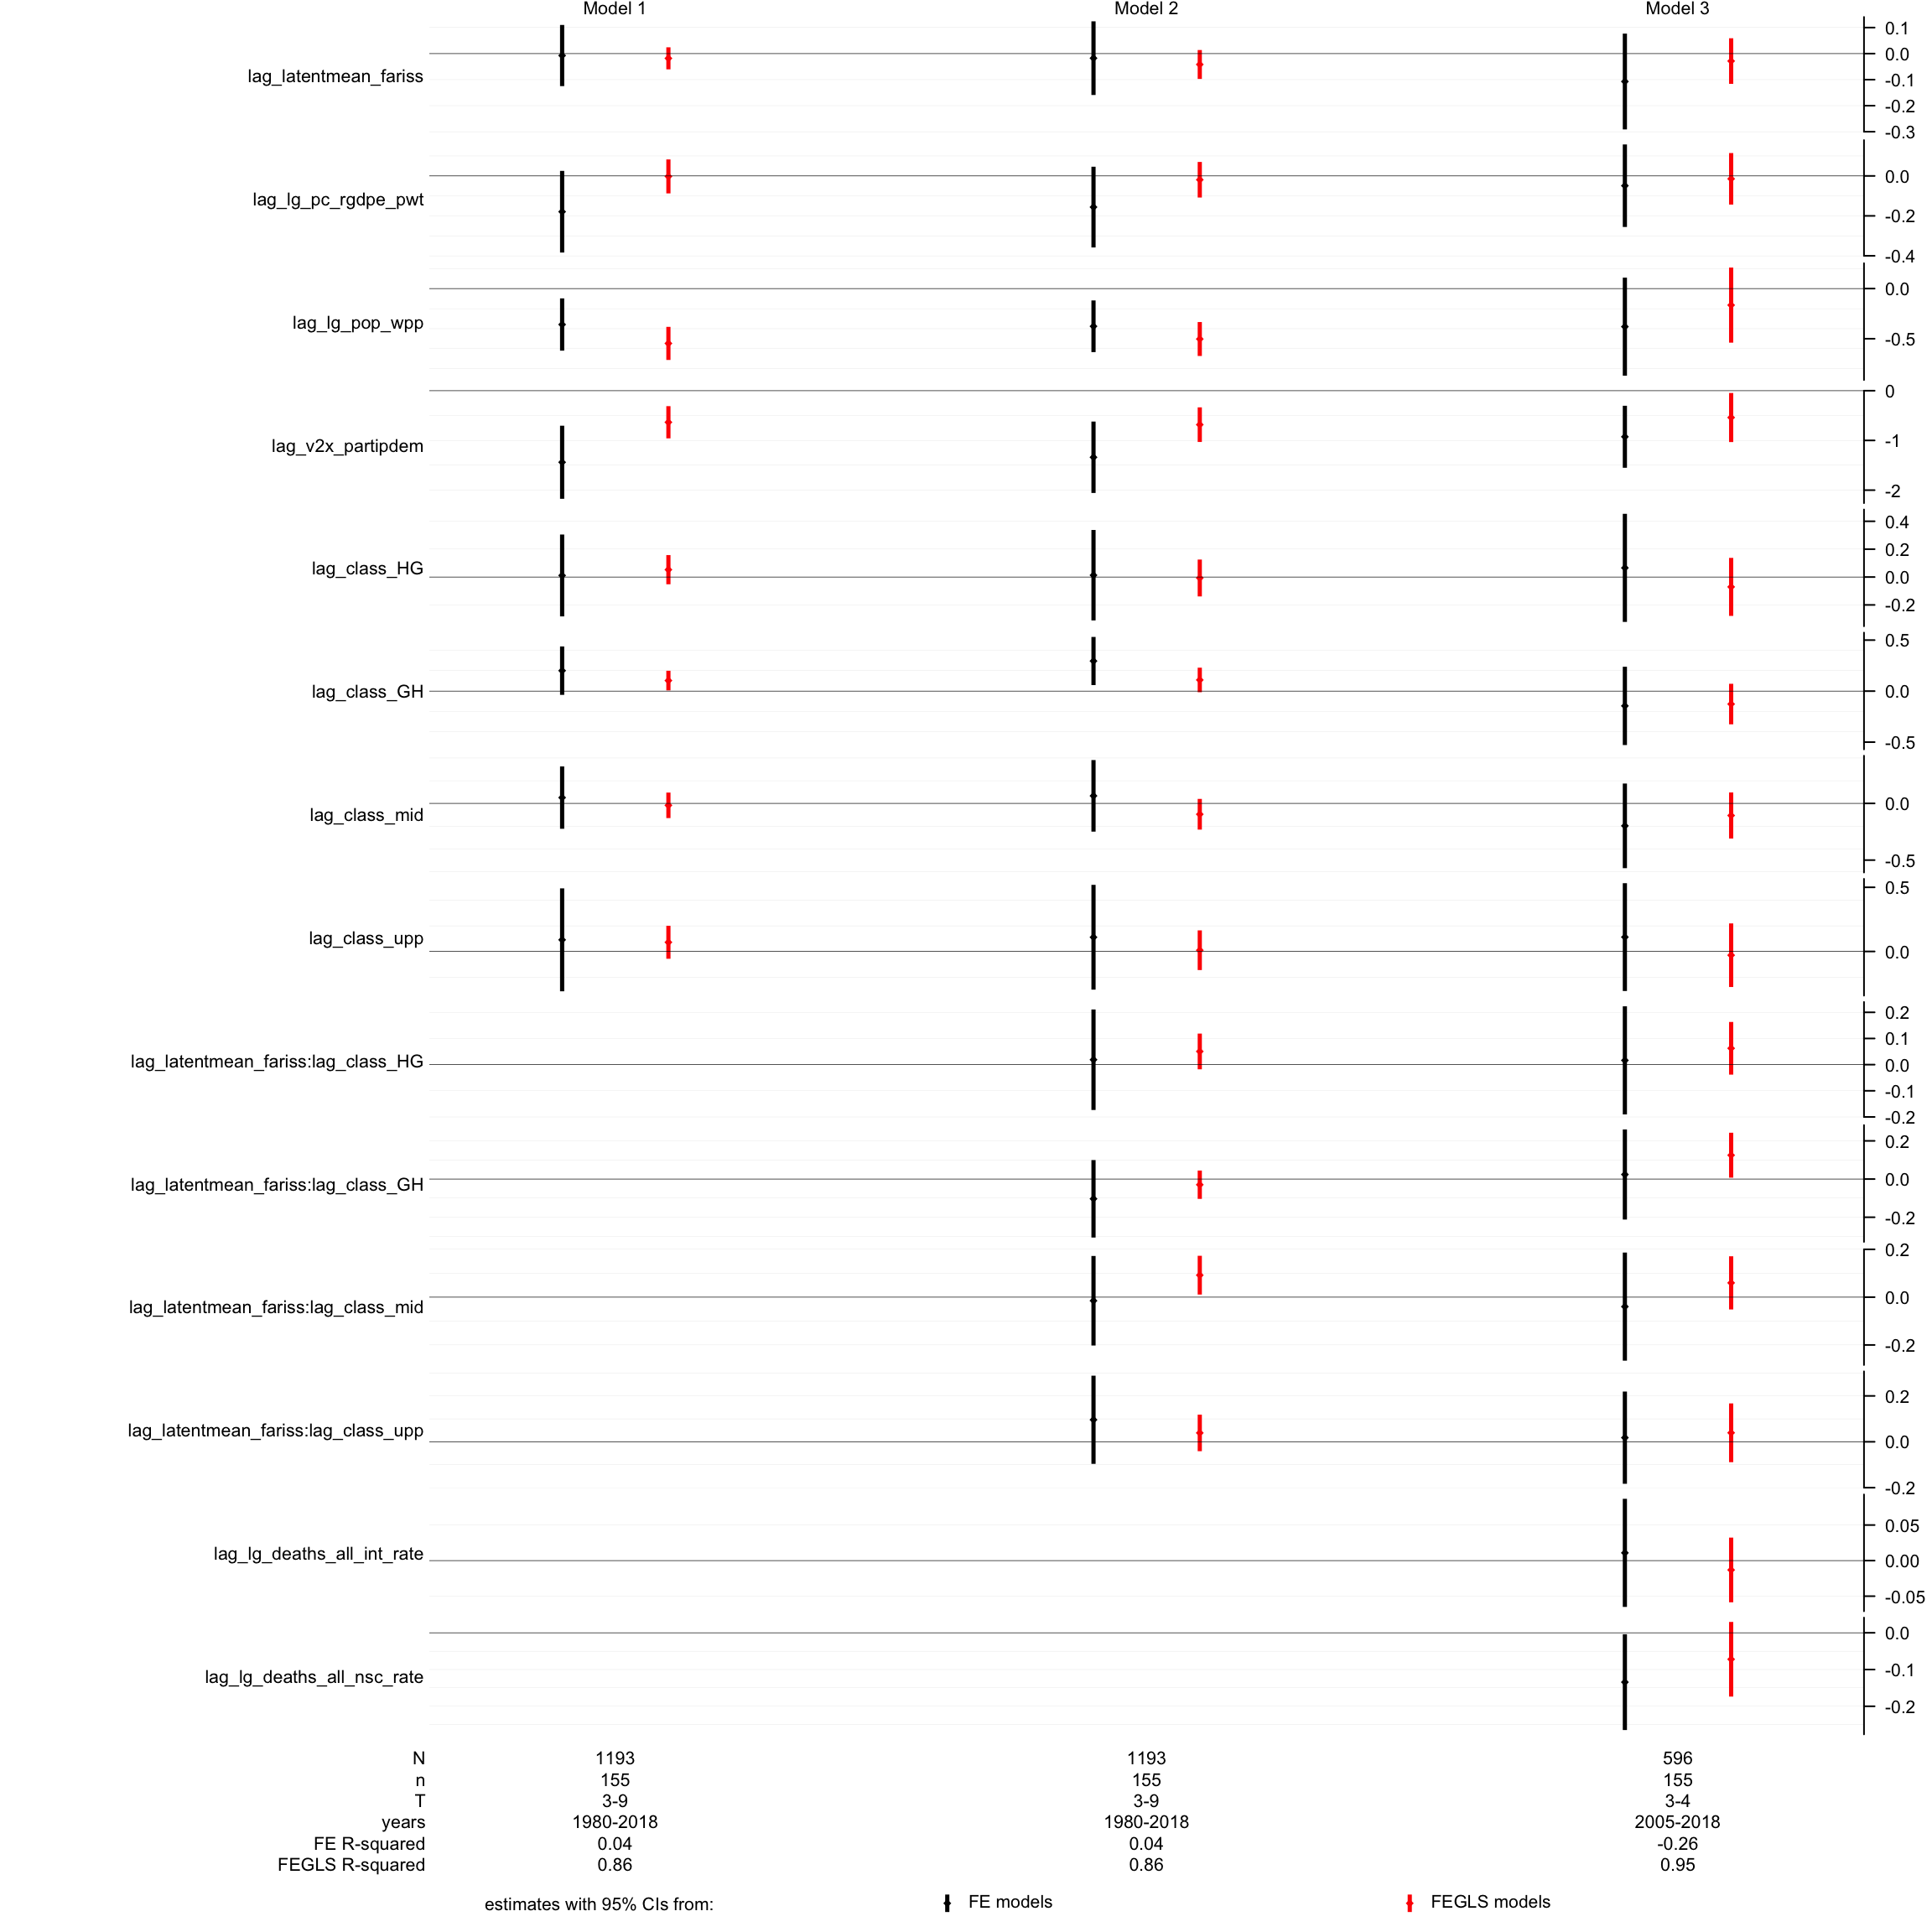 Model 1 Model 2 Model 3
lag_latentmean_fariss 0.1 0.0 -0.1 -0.2 -0.3
lag_lg_pc_rgdpe_pwt 0.0 -0.2 -0.4
lag_lg_pop_wpp 0.0 -0.5
lag_v2x_partipdem 0 -1 -2
lag_class_HG 0.4 0.2 0.0 -0.2
lag_class_GH 0.5 0.0 -0.5
lag_class_mid 0.0 -0.5
lag_class_upp 0.5 0.0
lag_latentmean_fariss:lag_class_HG 0.2 0.1 0.0 -0.1 -0.2
lag_latentmean_fariss:lag_class_GH 0.2 0.0 -0.2
lag_latentmean_fariss:lag_class_mid 0.2 0.0 -0.2
lag_latentmean_fariss:lag_class_upp 0.2 0.0 -0.2
lag_lg_deaths_all_int_rate 0.05 0.00 -0.05
lag_lg_deaths_all_nsc_rate 0.0 -0.1 -0.2
N 1193 1193 596
n 155 155 155
T 3-9 3-9 3-4
years 1980-2018 1980-2018 2005-2018
FE R-squared 0.04 0.04 -0.26
FEGLS R-squared 0.86 0.86 0.95
estimates with 95% CIs from: FE models FEGLS models